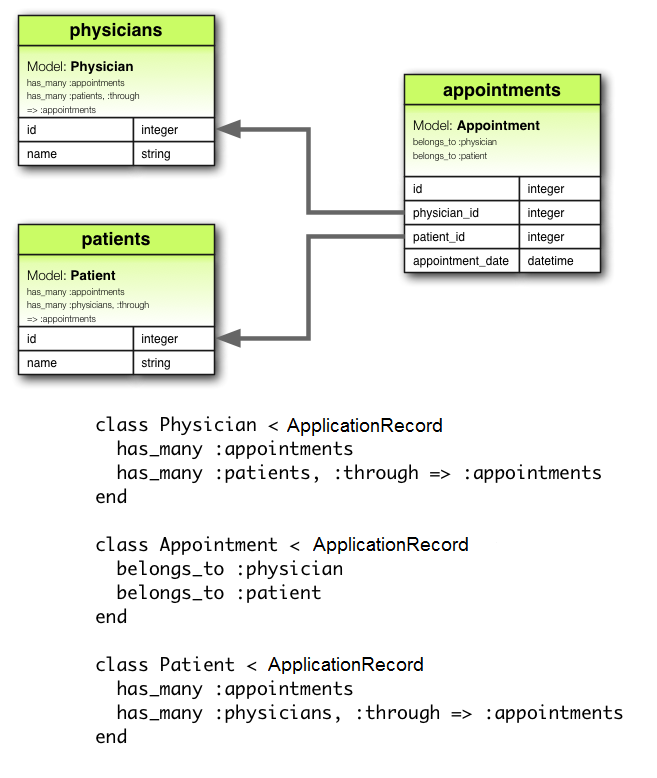 physicians
Model: Physician
has_many :appointments
has_many :patients, :through
=> :appointments
id integer
name string
appointments
Model: Appointment
belongs_to :physician
belongs_to :patient
id integer
physician_id integer
patient_id integer
appointment_date datetime
patients
Model: Patient
has_many :appointments
has_many :physicians, :through
=> :appointments
id integer
name string
class Physician < ApplicationRecord
  has_many :appointments
  has_many :patients, :through => :appointments
end
class Appointment < ApplicationRecord
  belongs_to :physician
  belongs_to :patient
end
class Patient < ApplicationRecord
  has_many :appointments
  has_many :physicians, :through => :appointments
end